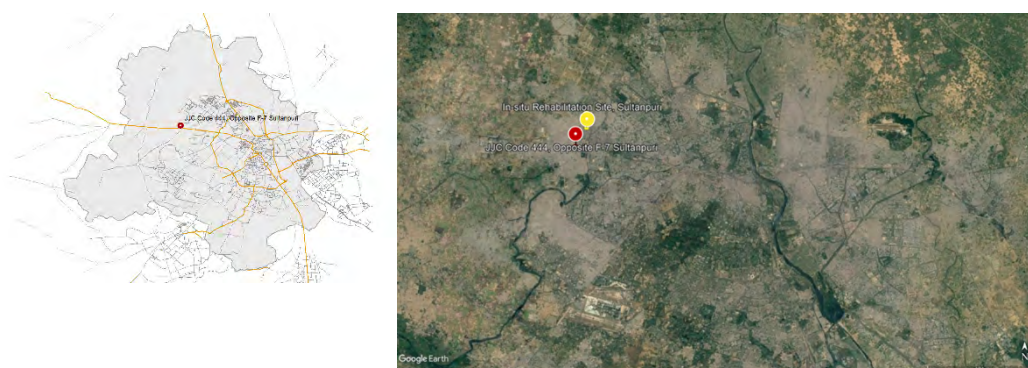 JJC Code 444, Opposite F-7 Sultanpuri
In-situ Rehabilitation Site, Sultanpuri
JJC Code 444, Opposite F-7 Sultanpuri
Google Earth